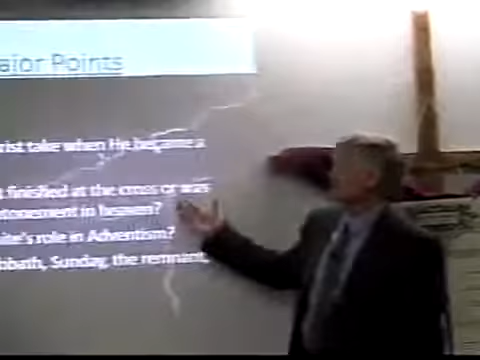 ajor Points
rist take when He became a
t finished at the cross or was
tonement in heaven?
ite's role in Adventism?
bbath, Sunday, the remnant,